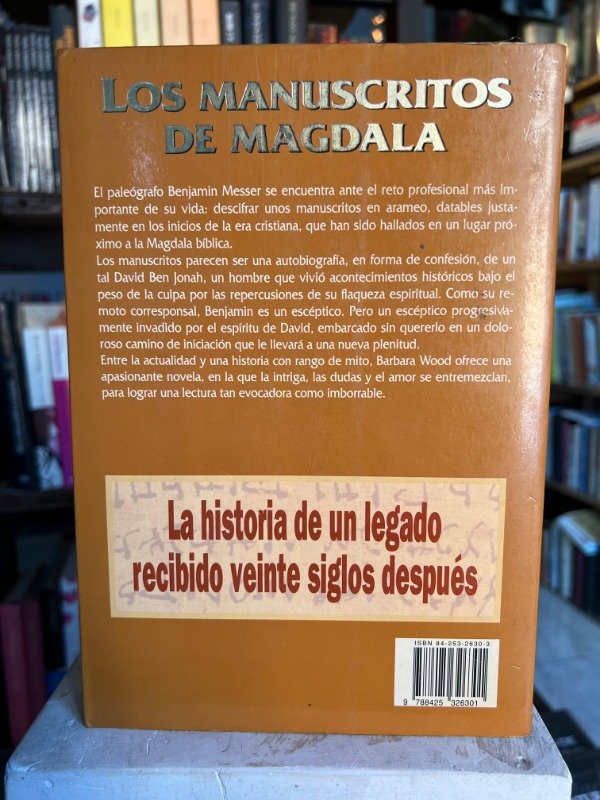 LOS MANUSCRITOS
DE MAGDALA
El paleógrafo Benjamin Messer se encuentra ante el reto profesional más im-
portante de su vida: descifrar unos manuscritos en arameo, datables justa-
mente en los inicios de la era cristiana, que han sido hallados en un lugar pró-
ximo a la Magdala bíblica.
Los manuscritos parecen ser una autobiografía, en forma de confesión, de un
tal David Ben Jonah, un hombre que vivió acontecimientos históricos bajo el
peso de la culpa por las repercusiones de su flaqueza espiritual. Como su re-
moto corresponsal, Benjamin es un escéptico. Pero un escéptico progresiva-
mente invadido por el espíritu de David, embarcado sin quererlo en un dolo-
roso camino de iniciación que le llevará a una nueva plenitud.
Entre la actualidad y una historia con rango de mito, Barbara Wood ofrece una
apasionante novela, en la que la intriga, las dudas y el amor se entremezclan,
para lograr una lectura tan evocadora como imborrable.
La historia de un legado
recibido veinte siglos después
ISBN 84-253-2630-3
9 788425 326301